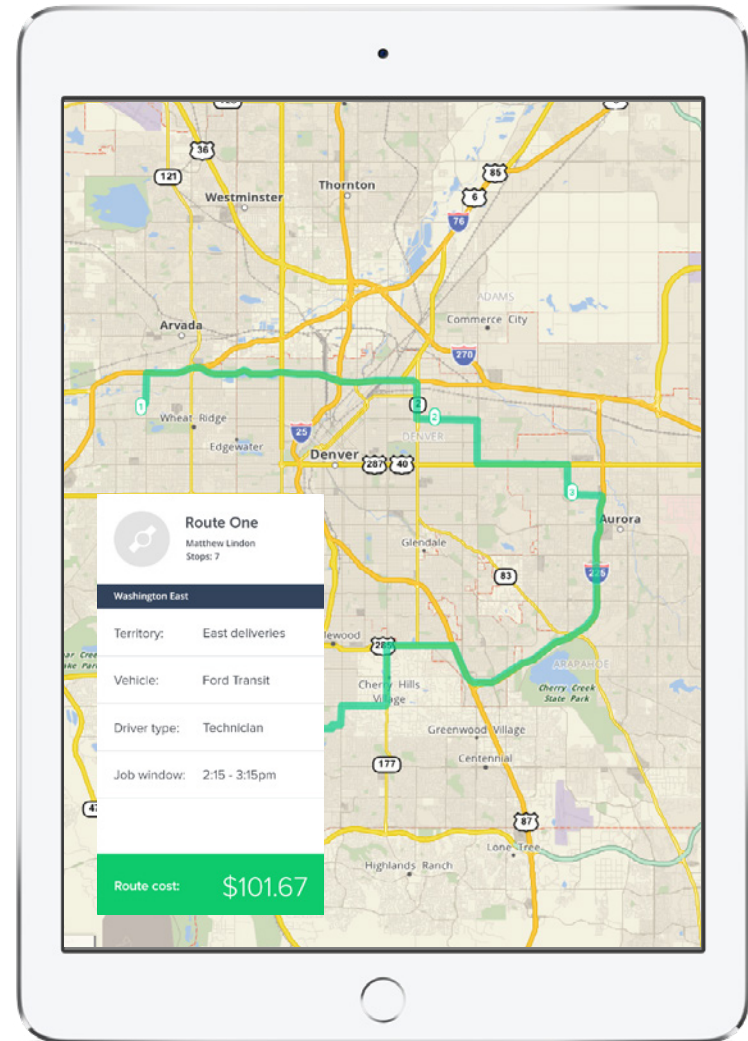 36
121
Westminster
Thornton
85
6
76
ADAMS
Commerce City
Arvada
270
1
2
2
Wheat Ridge
DENVER
25
Edgewater
Denver
287
40
3
Aurora
Route One
Matthew Lindon
Stops: 7
Glendale
83
225
Washington East
Territory: East deliveries
lewood
285
ARAPAHOE
Vehicle: Ford Transit
Cherry Hills
Village
Cherry Creek
State Park
Driver type: Technician
Greenwood Village
Centennial
177
Job window: 2:15 - 3:15pm
87
Lone Tree
Highlands Ranch
Route cost: $101.67